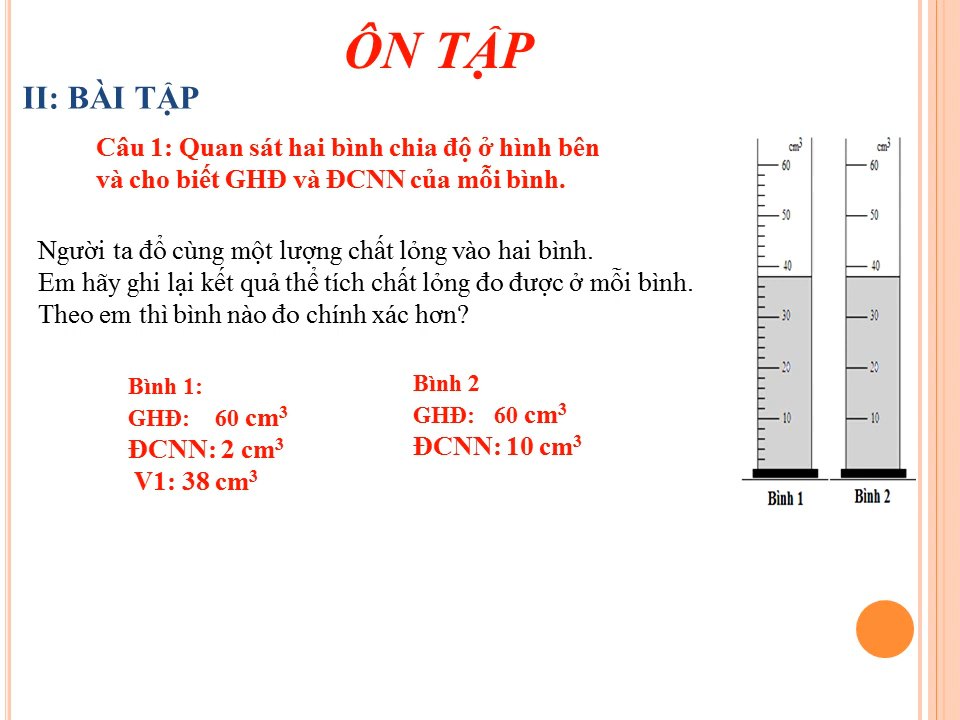 ÔN TẬP
II: BÀI TẬP
Câu 1: Quan sát hai bình chia độ ở hình bên
và cho biết GHĐ và ĐCNN của mỗi bình.
Người ta đổ cùng một lượng chất lỏng vào hai bình.
Em hãy ghi lại kết quả thể tích chất lỏng đo được ở mỗi bình.
Theo em thì bình nào đo chính xác hơn?
Bình 1:
GHĐ: 60 cm³
ĐCNN: 2 cm³
V1: 38 cm³
Bình 2
GHĐ: 60 cm³
ĐCNN: 10 cm³
cm³
60
50
40
30
20
10
Bình 1
cm³
60
50
40
30
20
10
Bình 2